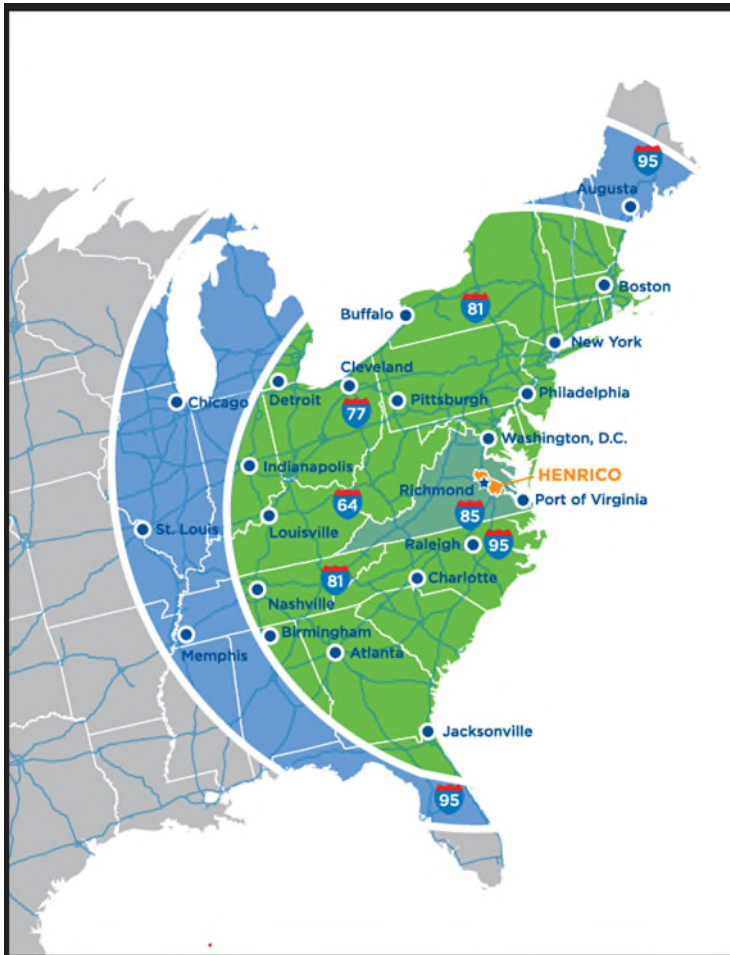 95
Augusta
Boston
Buffalo
81
New York
Cleveland
Detroit
Pittsburgh
Philadelphia
Chicago
77
Washington, D.C.
Indianapolis
HENRICO
Richmond
Port of Virginia
64
Louisville
85
St. Louis
Raleigh
95
81
Charlotte
Nashville
Birmingham
Memphis
Atlanta
Jacksonville
95